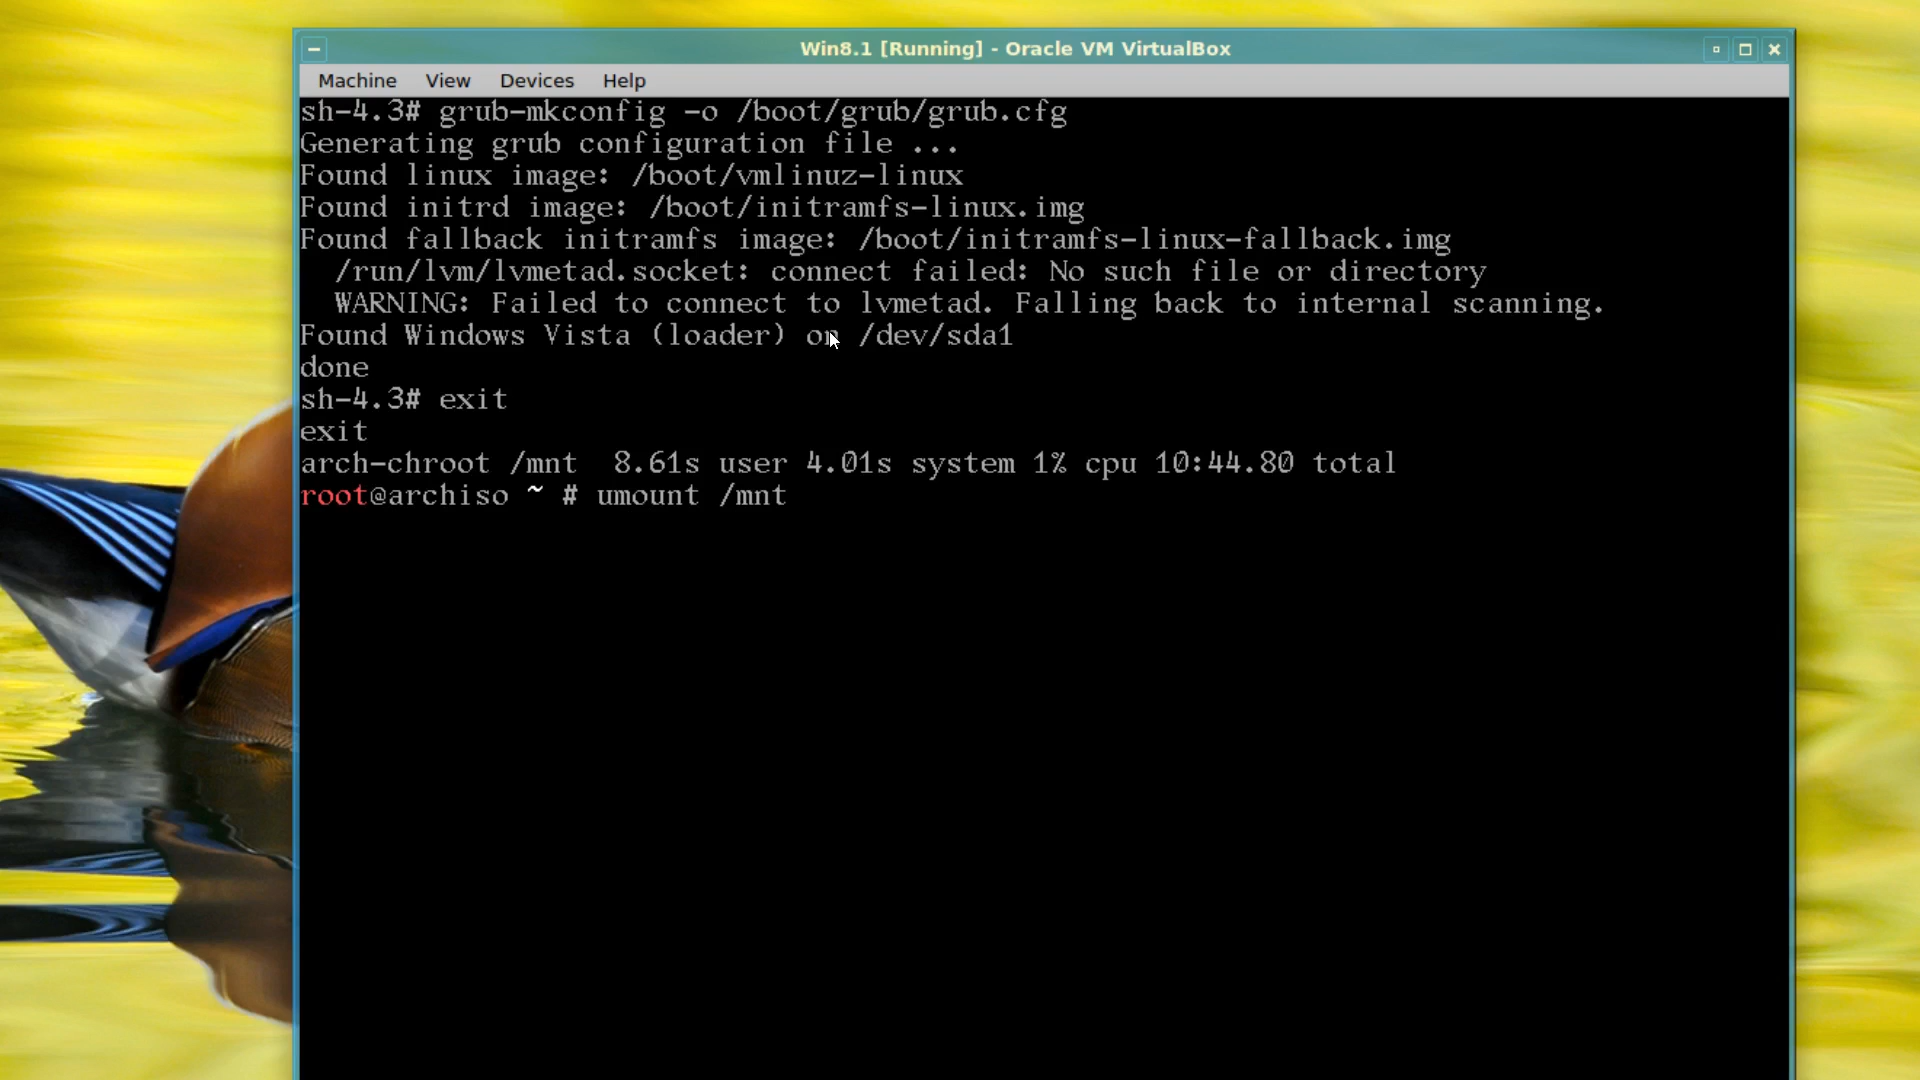 Win8.1 [Running] - Oracle VM VirtualBox
Machine View Devices Help
sh-4.3# grub-mkconfig -o /boot/grub/grub.cfg
Generating grub configuration file ...
Found linux image: /boot/vmlinuz-linux
Found initrd image: /boot/initramfs-linux.img
Found fallback initramfs image: /boot/initramfs-linux-fallback.img
  /run/lvm/lvmetad.socket: connect failed: No such file or directory
  WARNING: Failed to connect to lvmetad. Falling back to internal scanning.
Found Windows Vista (loader) on /dev/sda1
done
sh-4.3# exit
exit
arch-chroot /mnt  8.61s user 4.01s system 1% cpu 10:44.80 total
root@archiso ~ # umount /mnt